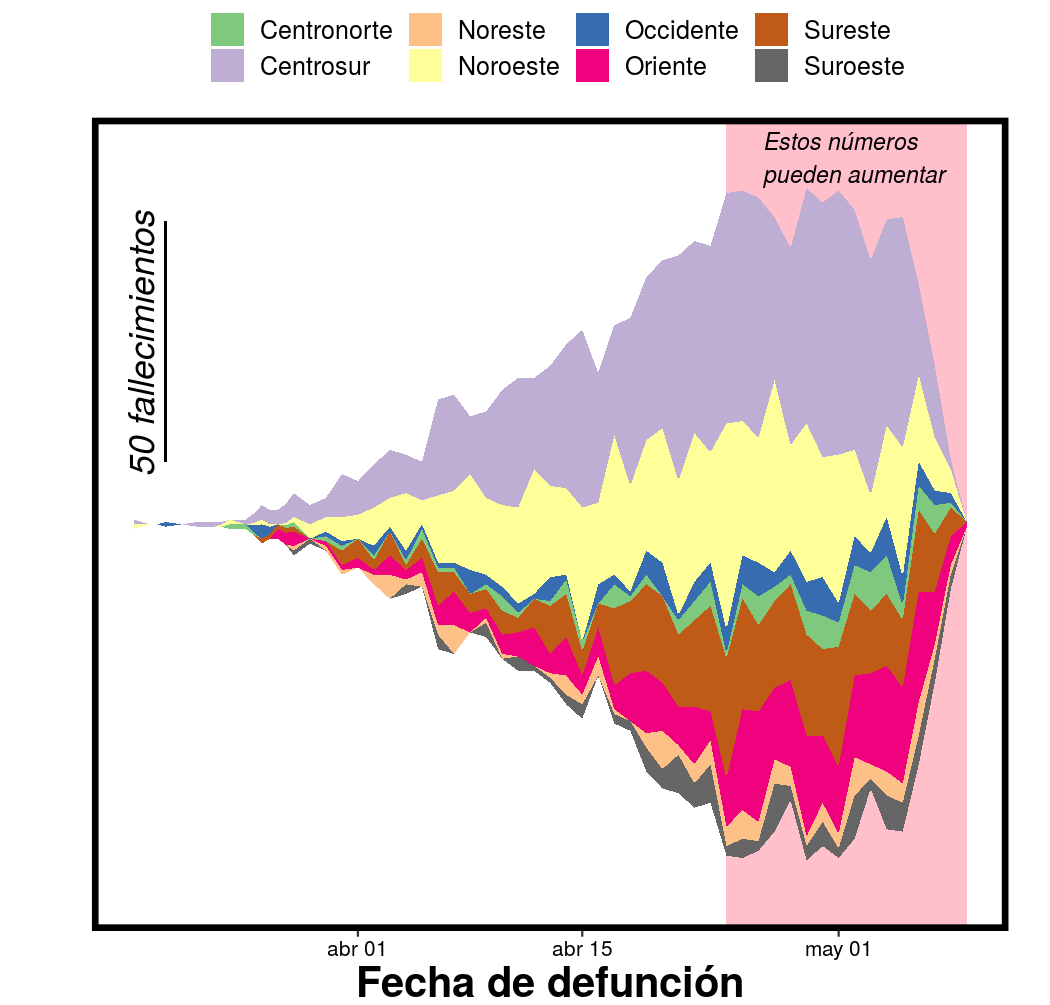 Centronorte Noreste Occidente Sureste
Centrosur Noroeste Oriente Suroeste
Estos números
pueden aumentar
50 fallecimientos
abr 01 abr 15 may 01
Fecha de defunción